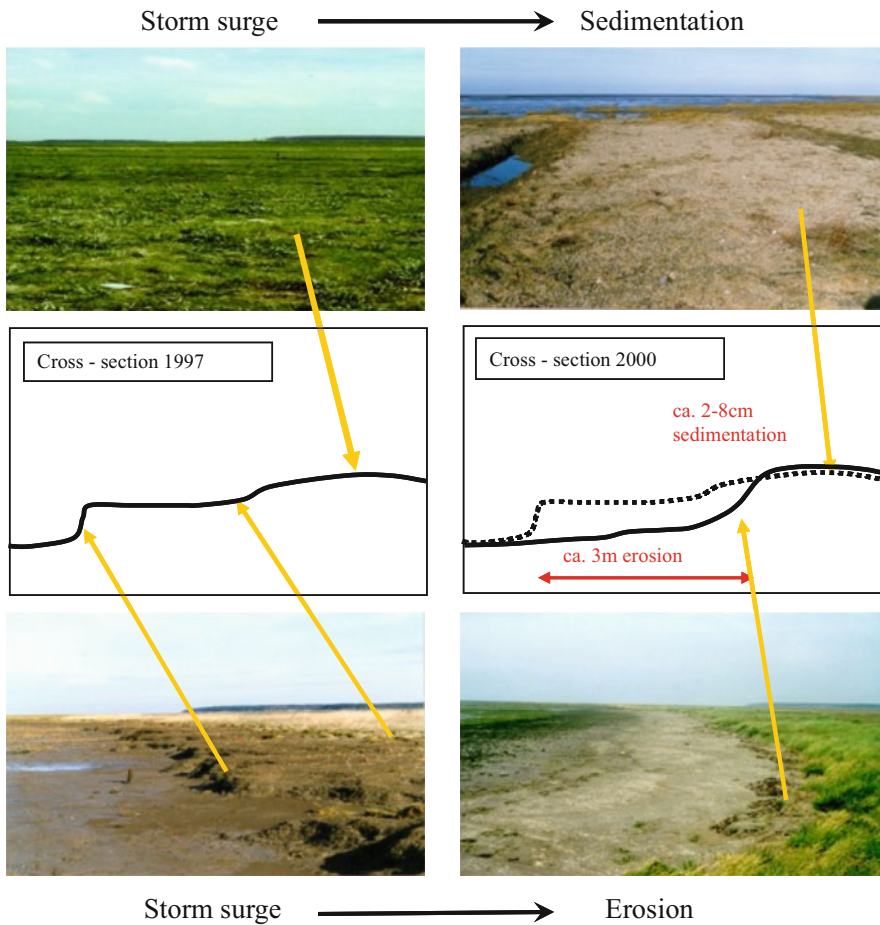 Storm surge
Sedimentation
Cross - section 1997
Cross - section 2000
ca. 2-8cm
sedimentation
ca. 3m erosion
Storm surge
Erosion